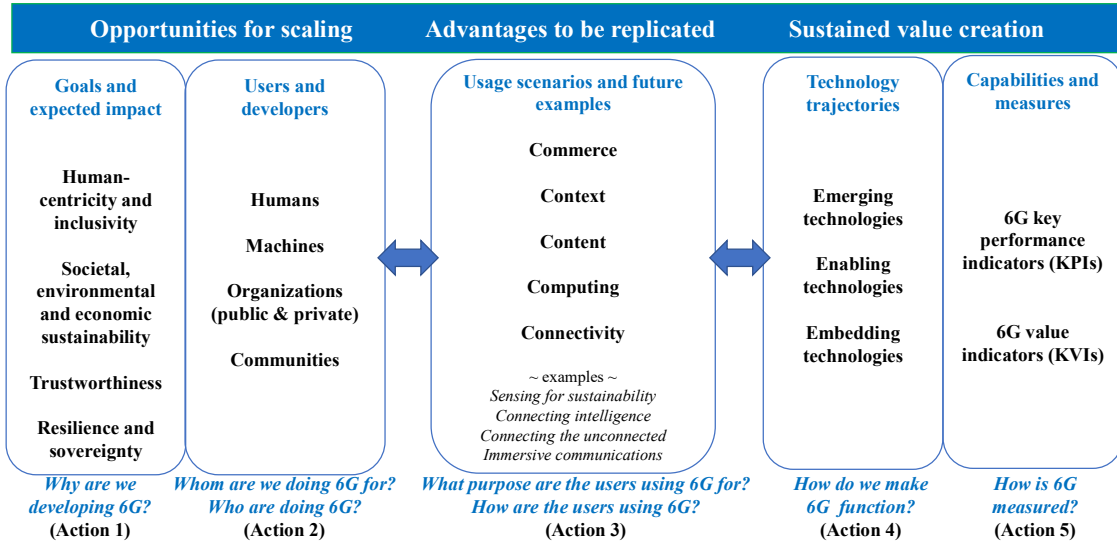 Opportunities for scaling
Advantages to be replicated
Sustained value creation
Goals and
expected impact
Human-
centricity and
inclusivity
Societal,
environmental
and economic
sustainability
Trustworthiness
Resilience and
sovereignty
Why are we
developing 6G?
(Action 1)
Users and
developers
Humans
Machines
Organizations
(public & private)
Communities
Whom are we doing 6G for?
Who are doing 6G?
(Action 2)
Usage scenarios and future
examples
Commerce
Context
Content
Computing
Connectivity
~ examples ~
Sensing for sustainability
Connecting intelligence
Connecting the unconnected
Immersive communications
What purpose are the users using 6G for?
How are the users using 6G?
(Action 3)
Technology
trajectories
Emerging
technologies
Enabling
technologies
Embedding
technologies
How do we make
6G function?
(Action 4)
Capabilities and
measures
6G key
performance
indicators (KPIs)
6G value
indicators (KVIs)
How is 6G
measured?
(Action 5)